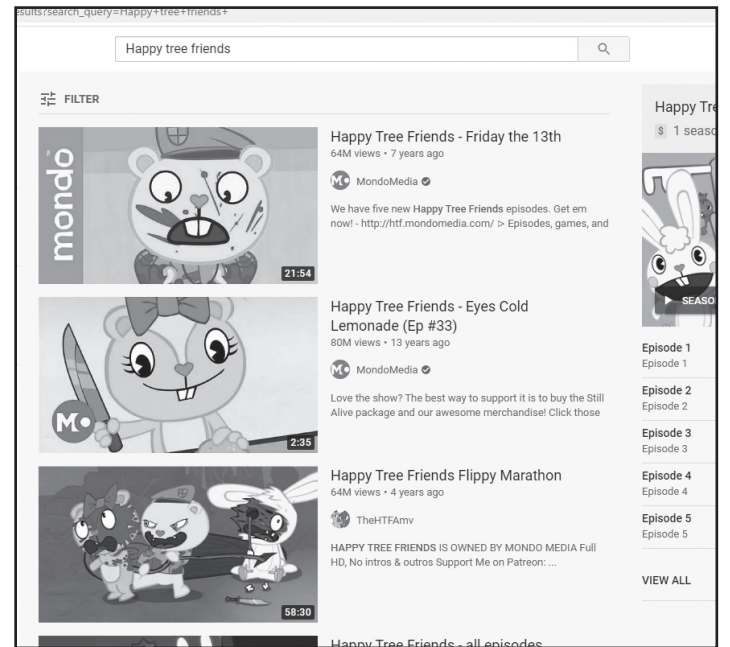 esults?search_query=Happy+tree+friends+
Happy tree friends
FILTER
mondo
21:54
Happy Tree Friends - Friday the 13th
64M views • 7 years ago
MondoMedia
We have five new Happy Tree Friends episodes. Get em
now! - http://htf.mondomedia.com/ ▷ Episodes, games, and
M
2:35
Happy Tree Friends - Eyes Cold
Lemonade (Ep #33)
80M views • 13 years ago
MondoMedia
Love the show? The best way to support it is to buy the Still
Alive package and our awesome merchandise! Click those
58:30
Happy Tree Friends Flippy Marathon
64M views • 4 years ago
TheHTFAmv
HAPPY TREE FRIENDS IS OWNED BY MONDO MEDIA Full
HD, No intros & outros Support Me on Patreon: ...
Happy Tree Friends - all episodes
Happy Tre
$ 1 seaso
SEASO
Episode 1
Episode 1
Episode 2
Episode 2
Episode 3
Episode 3
Episode 4
Episode 4
Episode 5
Episode 5
VIEW ALL